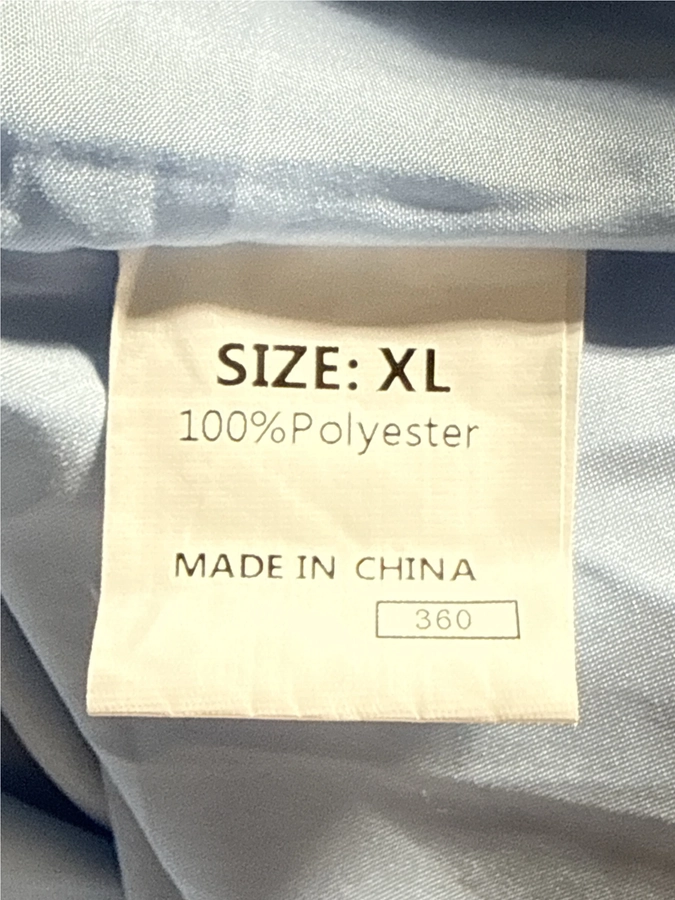 SIZE: XL
100%Polyester
MADE IN CHINA
360